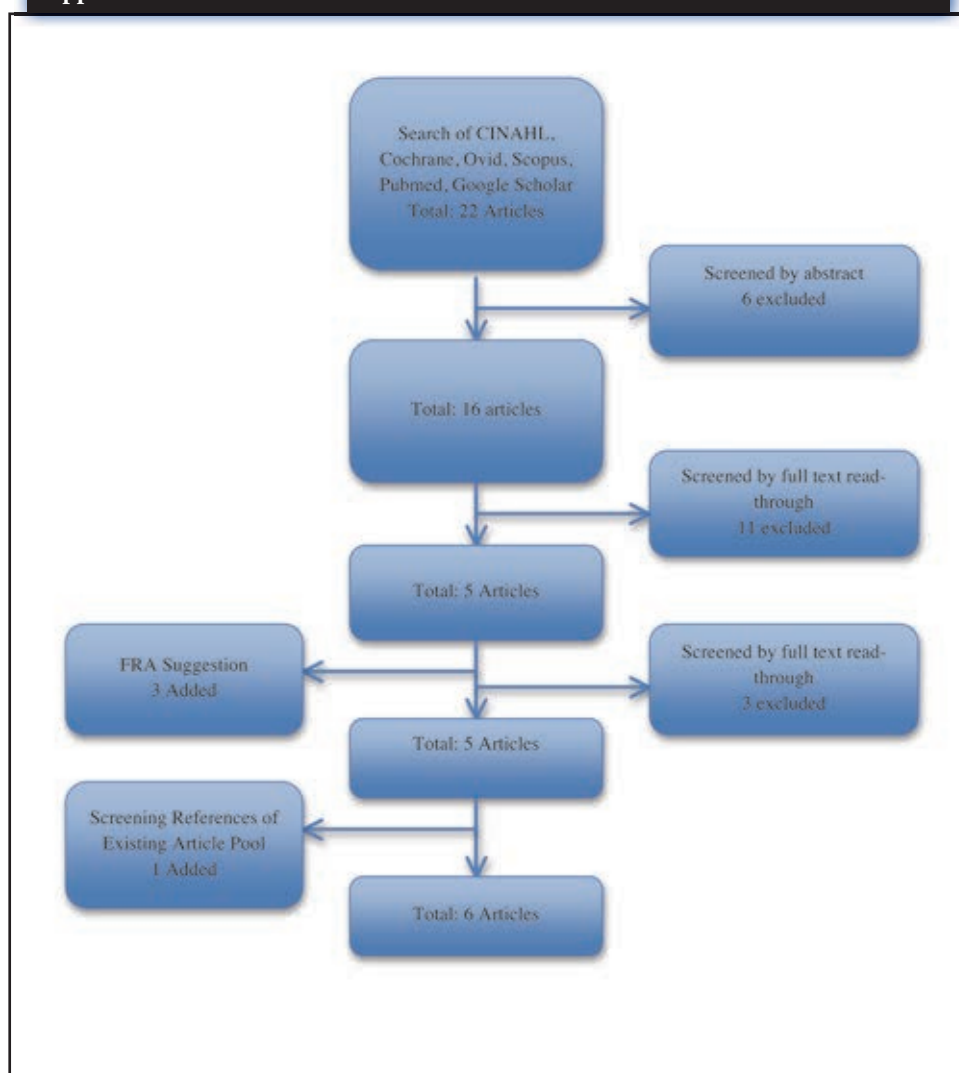 Search of CINAHL,
Cochrane, Ovid, Scopus,
Pubmed, Google Scholar
Total: 22 Articles
Screened by abstract
6 excluded
Total: 16 articles
Screened by full text read-
through
11 excluded
Total: 5 Articles
FRA Suggestion
3 Added
Screened by full text read-
through
3 excluded
Total: 5 Articles
Screening References of
Existing Article Pool
1 Added
Total: 6 Articles